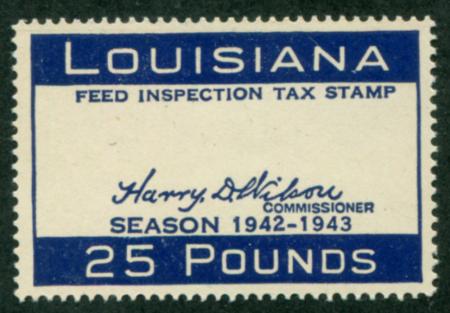 LOUISIANA
FEED INSPECTION TAX STAMP
Harry. D. Wilson
COMMISSIONER
SEASON 1942-1943
25 POUNDS